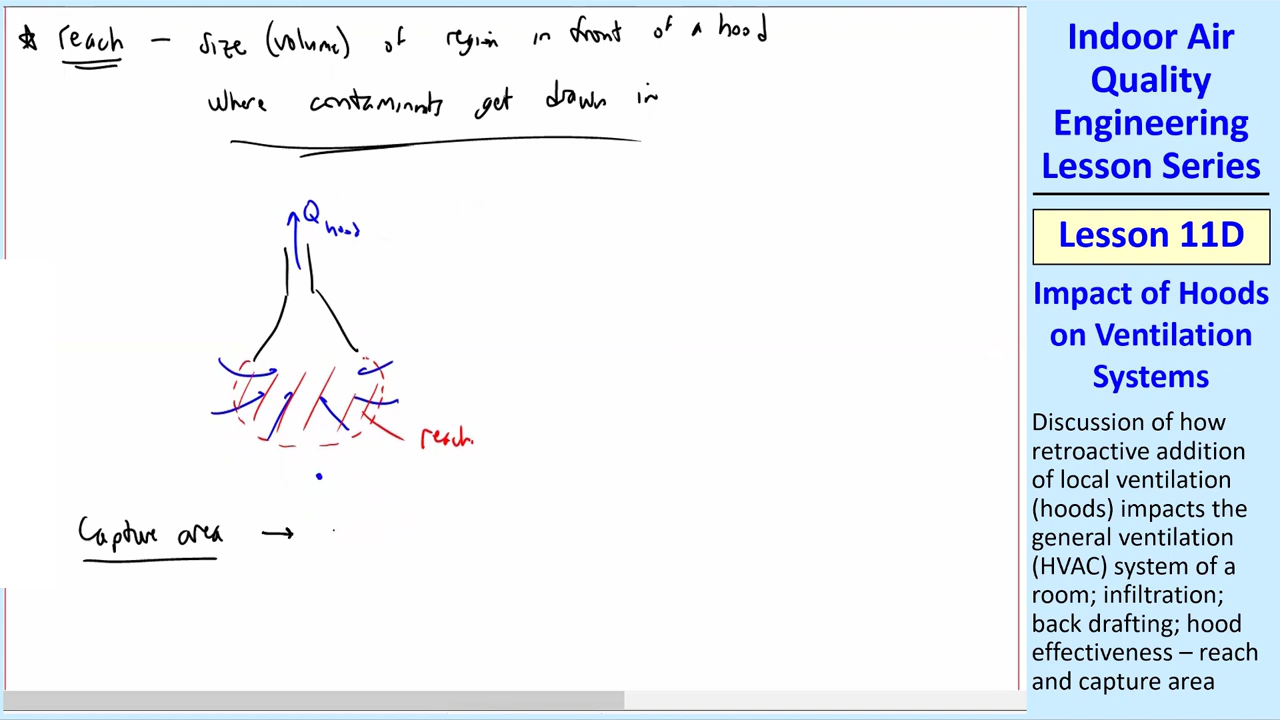 ☆ reach – size (volume) of region in front of a hood
where contaminants get drawn in
Q hood
reach
Capture area →
Indoor Air
Quality
Engineering
Lesson Series
Lesson 11D
Impact of Hoods
on Ventilation
Systems
Discussion of how
retroactive addition
of local ventilation
(hoods) impacts the
general ventilation
(HVAC) system of a
room; infiltration;
back drafting; hood
effectiveness – reach
and capture area